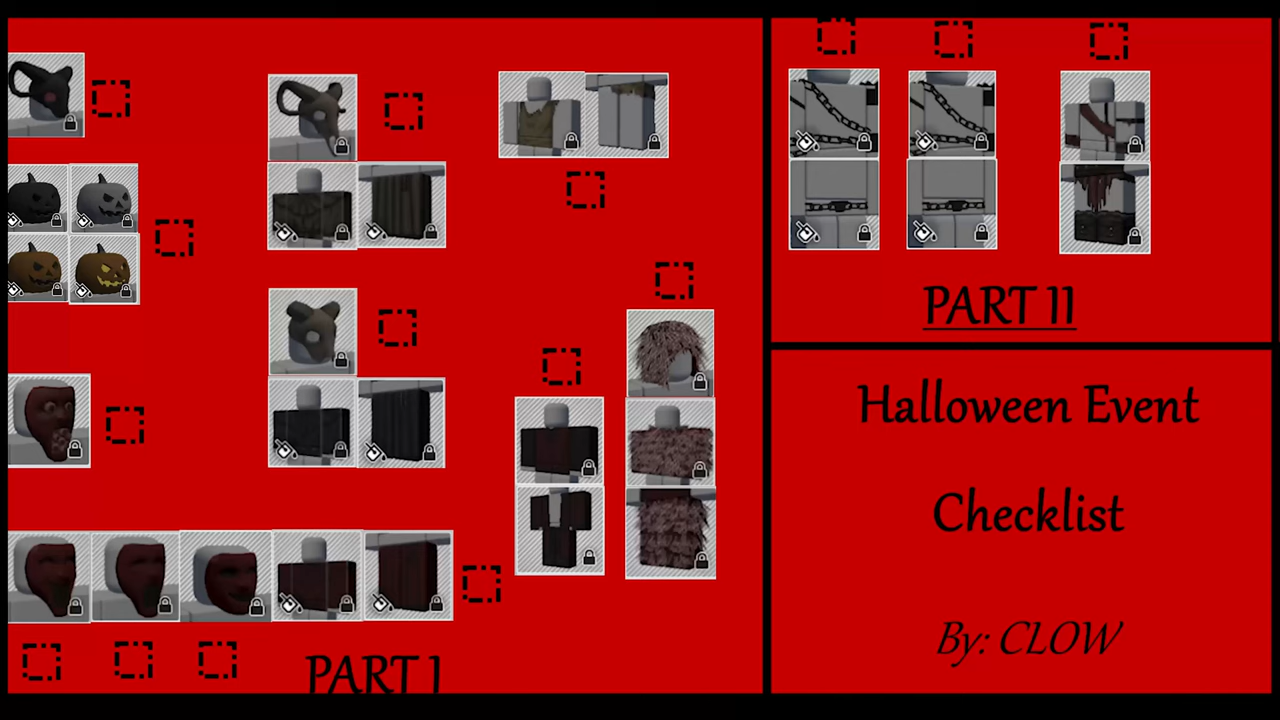 PART II
Halloween Event
Checklist
By: CLOW
PART I